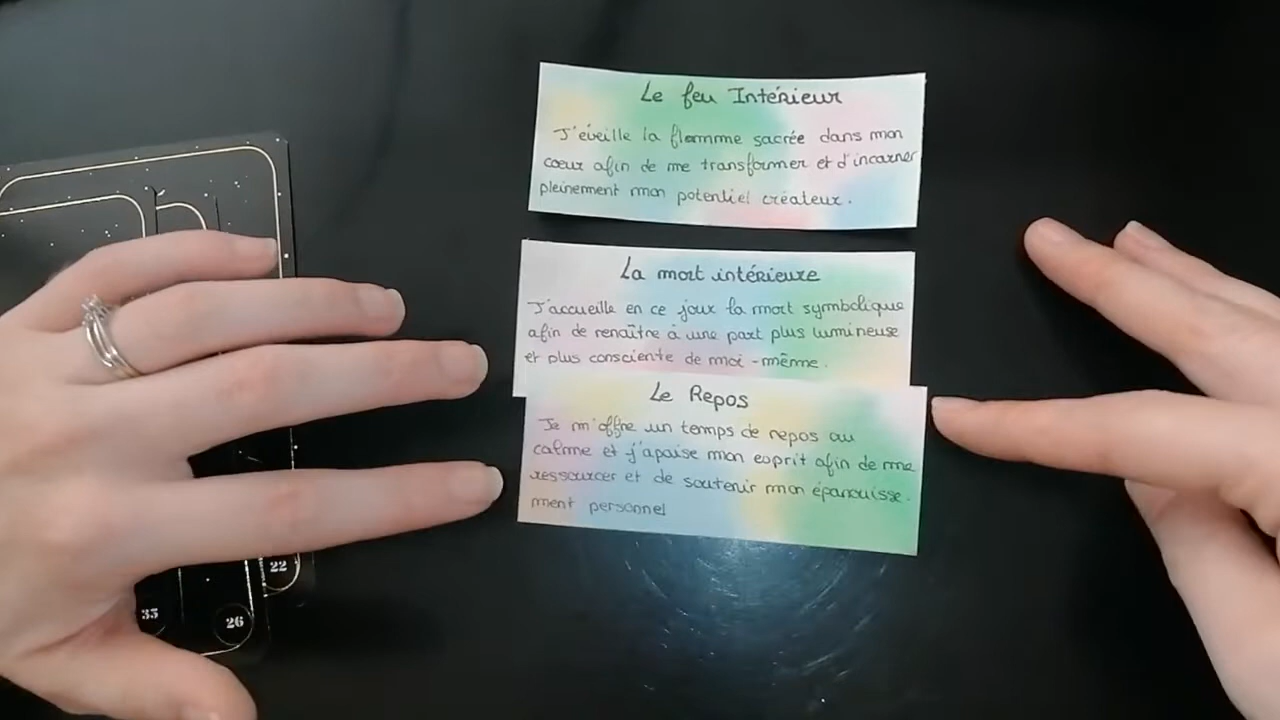 Le feu Intérieur
J'éveille la flamme sacrée dans mon
cœur afin de me transformer et d'incarner
pleinement mon potentiel créateur.
La mort intérieure
J'accueille en ce jour la mort symbolique
afin de renaître à une part plus lumineuse
et plus consciente de moi-même.
Le Repos
Je m'offre un temps de repos au
calme et j'apaise mon esprit afin de me
ressourcer et de soutenir mon épanouisse-
ment personnel
22
35
26